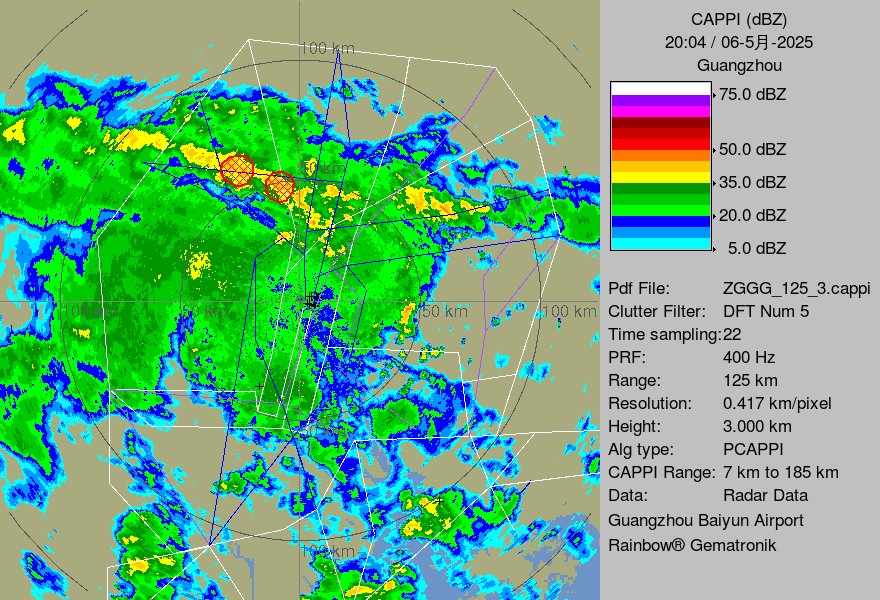 CAPPI (dBZ)
20:04 / 06-5月-2025
Guangzhou
75.0 dBZ
50.0 dBZ
35.0 dBZ
20.0 dBZ
5.0 dBZ
Pdf File: ZGGG_125_3.cappi
Clutter Filter: DFT Num 5
Time sampling:22
PRF: 400 Hz
Range: 125 km
Resolution: 0.417 km/pixel
Height: 3.000 km
Alg type: PCAPPI
CAPPI Range: 7 km to 185 km
Data: Radar Data
Guangzhou Baiyun Airport
Rainbow® Gematronik
100 km
50 km
100 km
50 km
50 km
100 km
100 km